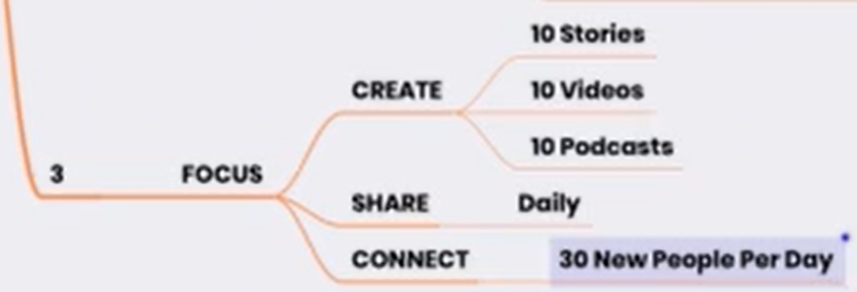 10 Stories
CREATE
10 Videos
10 Podcasts
3 FOCUS
SHARE Daily
CONNECT 30 New People Per Day